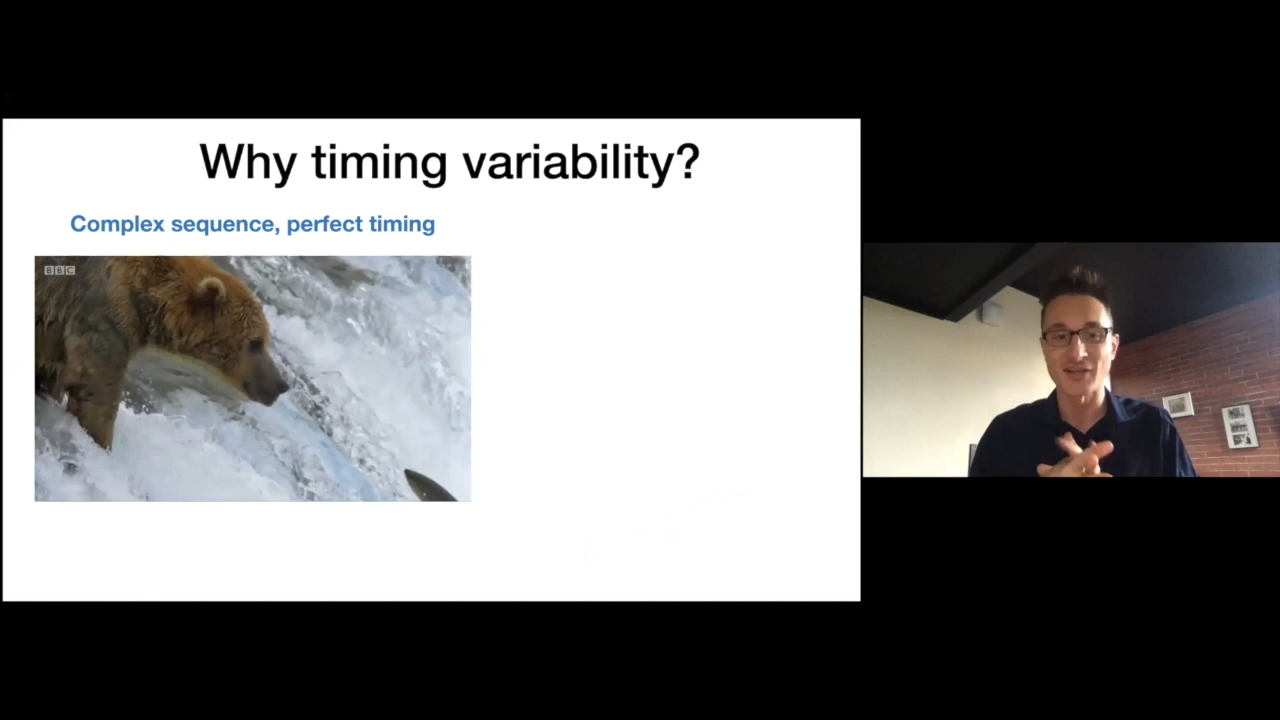 Why timing variability?
Complex sequence, perfect timing
BBC